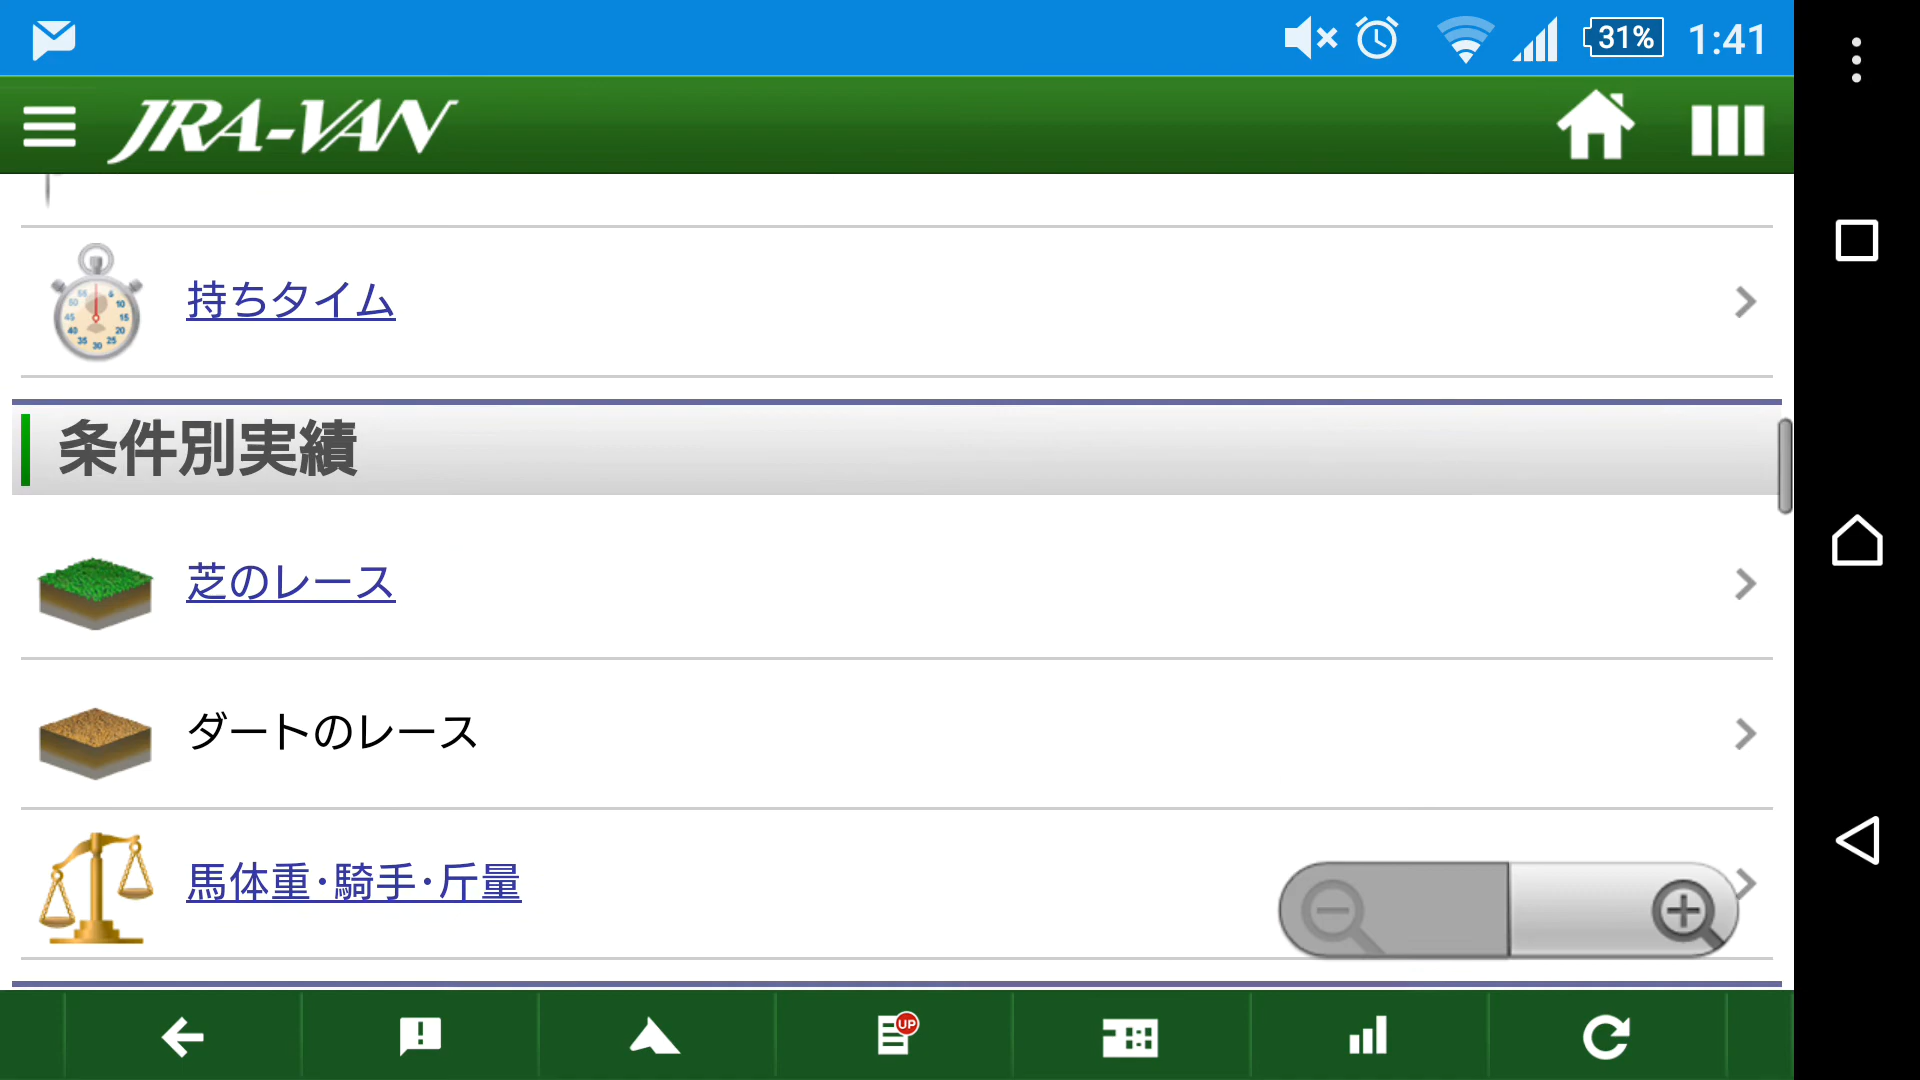 31% 1:41
JRA-VAN
持ちタイム
条件別実績
芝のレース
ダートのレース
馬体重･騎手･斤量
UP